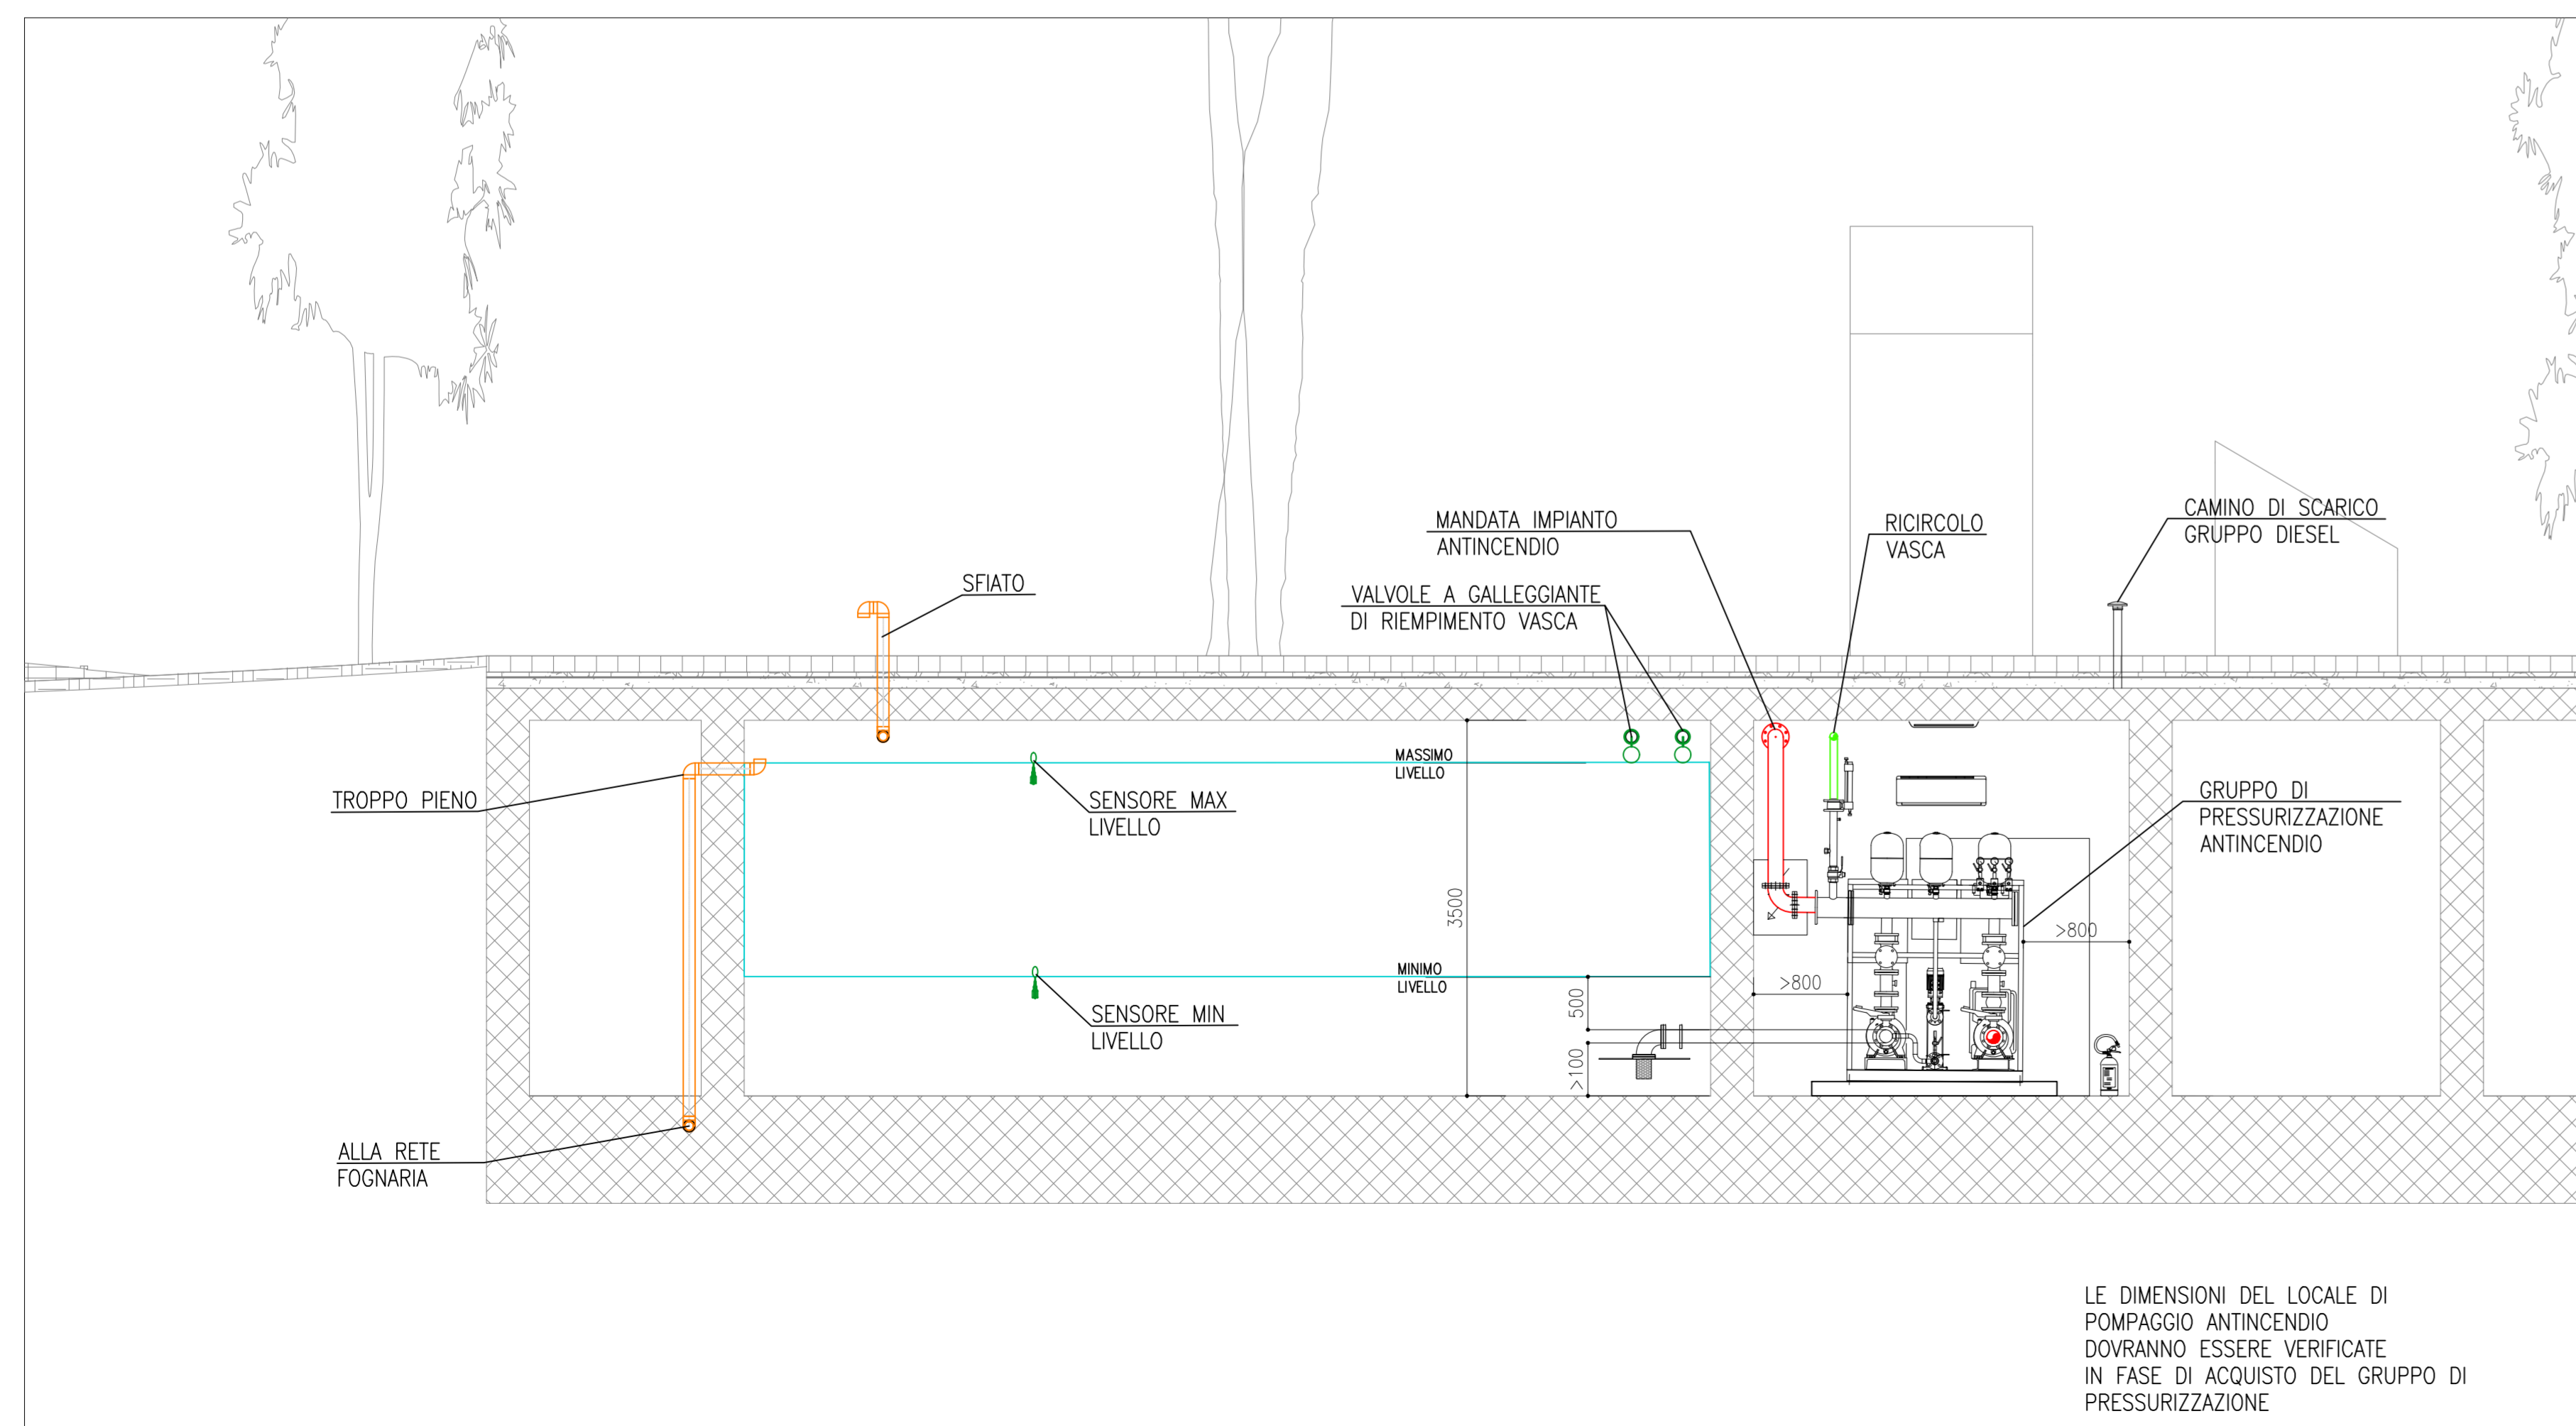 MANDATA IMPIANTO
ANTINCENDIO
RICIRCOLO
VASCA
CAMINO DI SCARICO
GRUPPO DIESEL
SFIATO
VALVOLE A GALLEGGIANTE
DI RIEMPIMENTO VASCA
MASSIMO
LIVELLO
TROPPO PIENO
SENSORE MAX
LIVELLO
GRUPPO DI
PRESSURIZZAZIONE
ANTINCENDIO
3500
>800
MINIMO
LIVELLO
>800
500
SENSORE MIN
LIVELLO
>100
ALLA RETE
FOGNARIA
LE DIMENSIONI DEL LOCALE DI
POMPAGGIO ANTINCENDIO
DOVRANNO ESSERE VERIFICATE
IN FASE DI ACQUISTO DEL GRUPPO DI
PRESSURIZZAZIONE